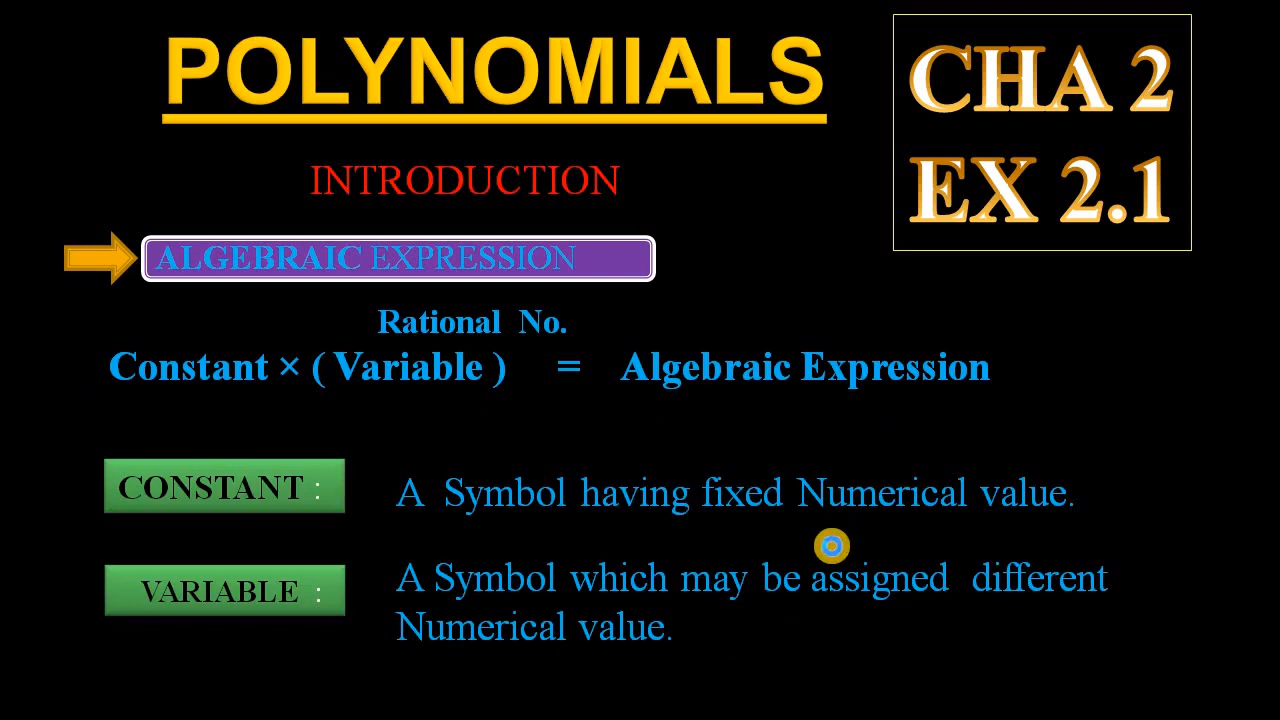 POLYNOMIALS
CHA 2
EX 2.1
INTRODUCTION
ALGEBRAIC EXPRESSION
Rational No.
Constant × ( Variable ) = Algebraic Expression
CONSTANT :
A Symbol having fixed Numerical value.
VARIABLE :
A Symbol which may be assigned different
Numerical value.